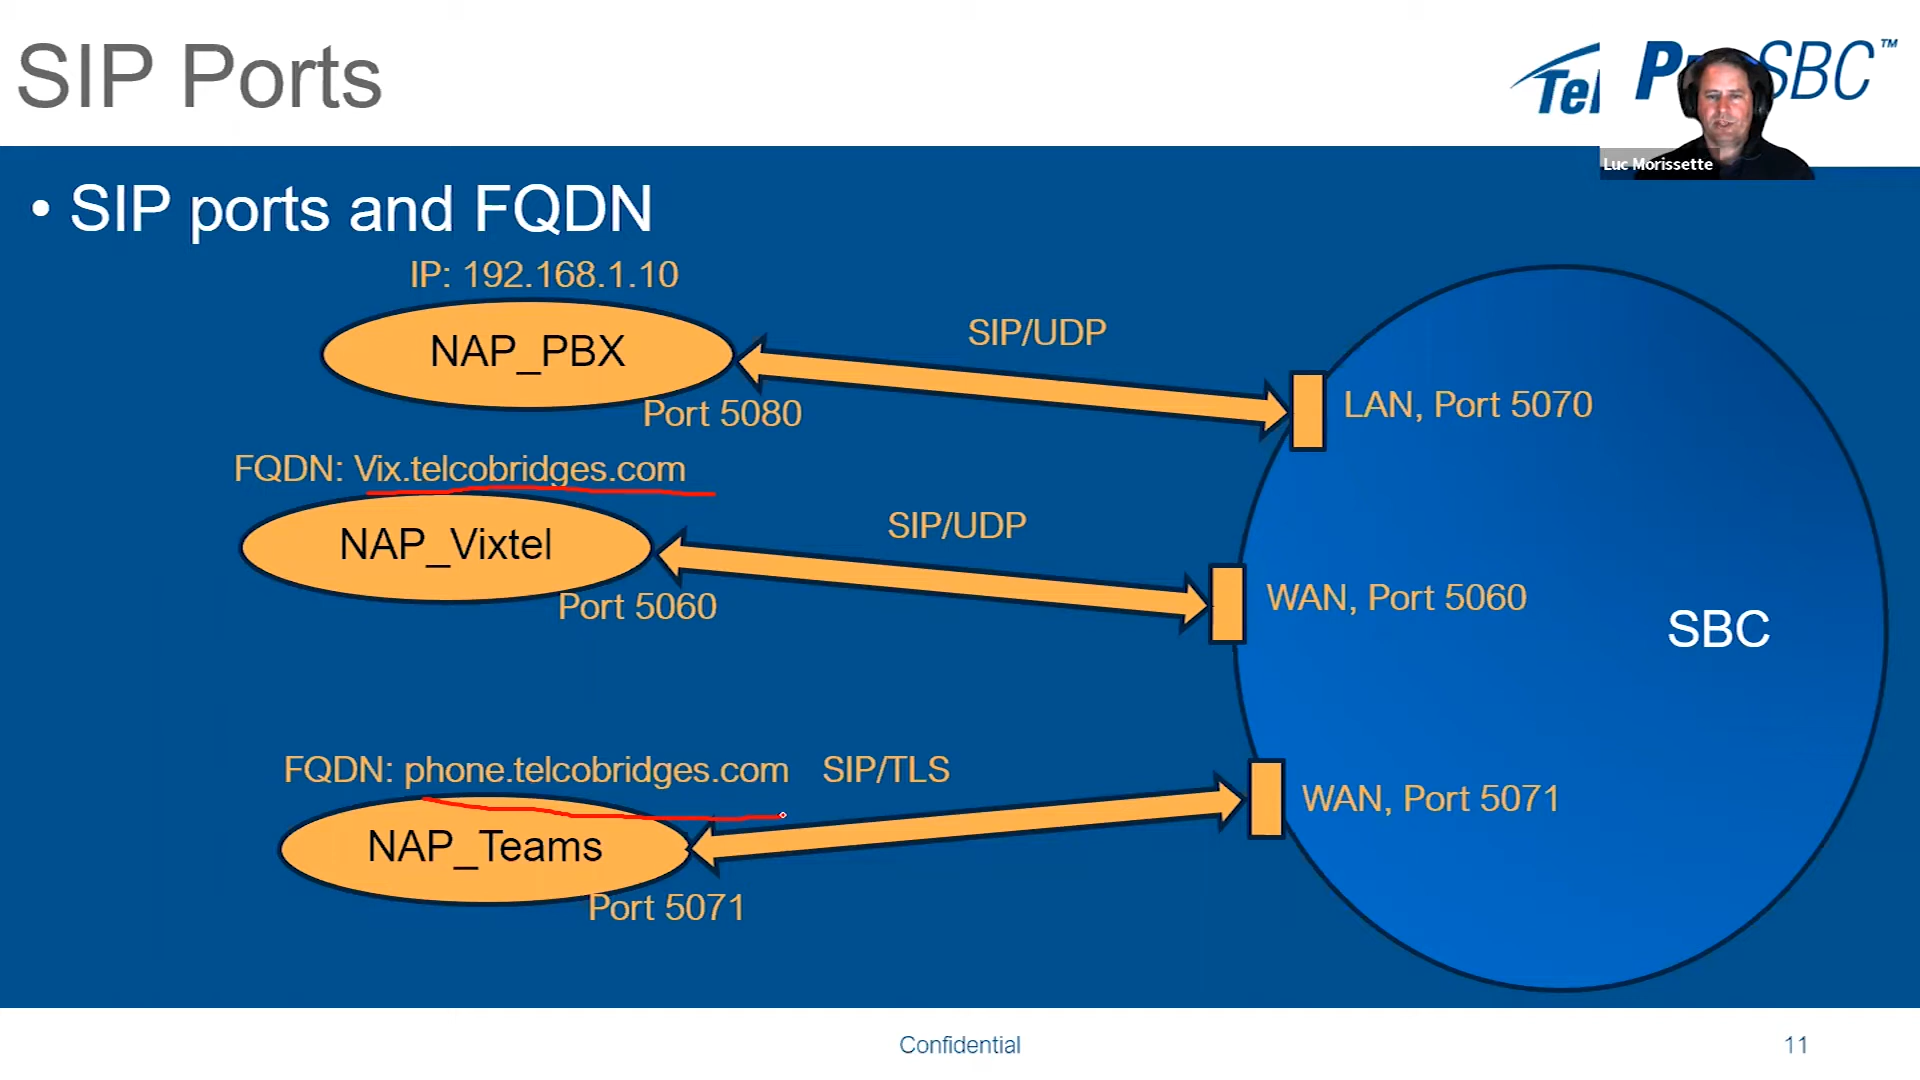 SIP Ports
Tel
SBC™
Luc Morissette
• SIP ports and FQDN
IP: 192.168.1.10
NAP_PBX
SIP/UDP
Port 5080
LAN, Port 5070
FQDN: Vix.telcobridges.com
NAP_Vixtel
SIP/UDP
Port 5060
WAN, Port 5060
SBC
FQDN: phone.telcobridges.com
SIP/TLS
NAP_Teams
WAN, Port 5071
Port 5071
Confidential
11